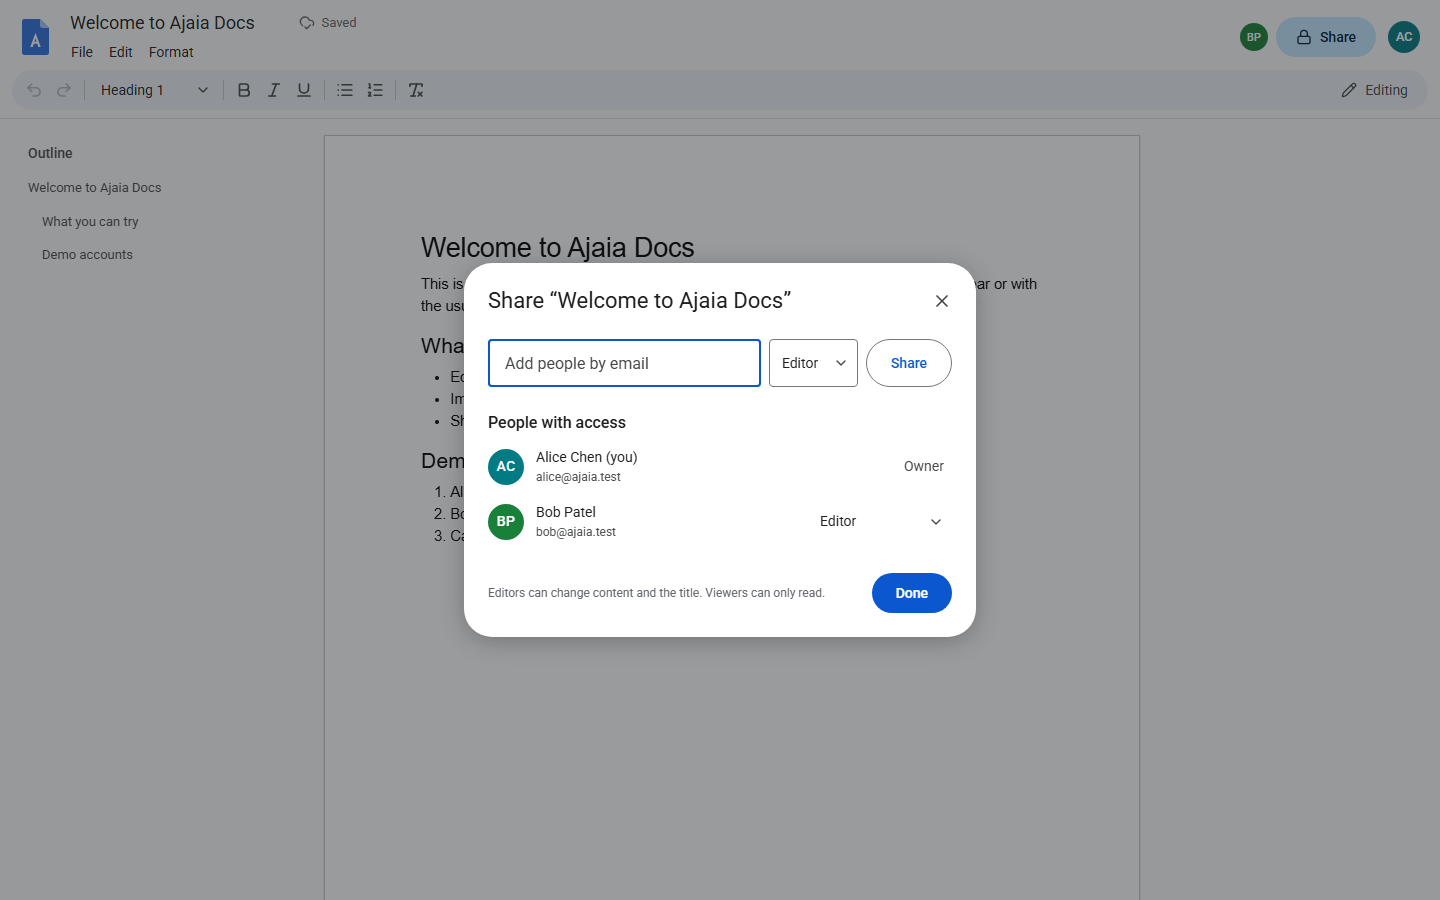 Welcome to Ajaia Docs
Saved
File Edit Format
BP
Share
AC
Heading 1
B I U
Editing
Outline
Welcome to Ajaia Docs
What you can try
Demo accounts
Welcome to Ajaia Docs
This is
ar or with
the
Share “Welcome to Ajaia Docs”
Add people by email
Editor
Share
People with access
AC
Alice Chen (you)
alice@ajaia.test
Owner
BP
Bob Patel
bob@ajaia.test
Editor
Editors can change content and the title. Viewers can only read.
Done
Wha
• Ed
• Im
• Sh
Dem
1. Al
2. Bo
3. Ca